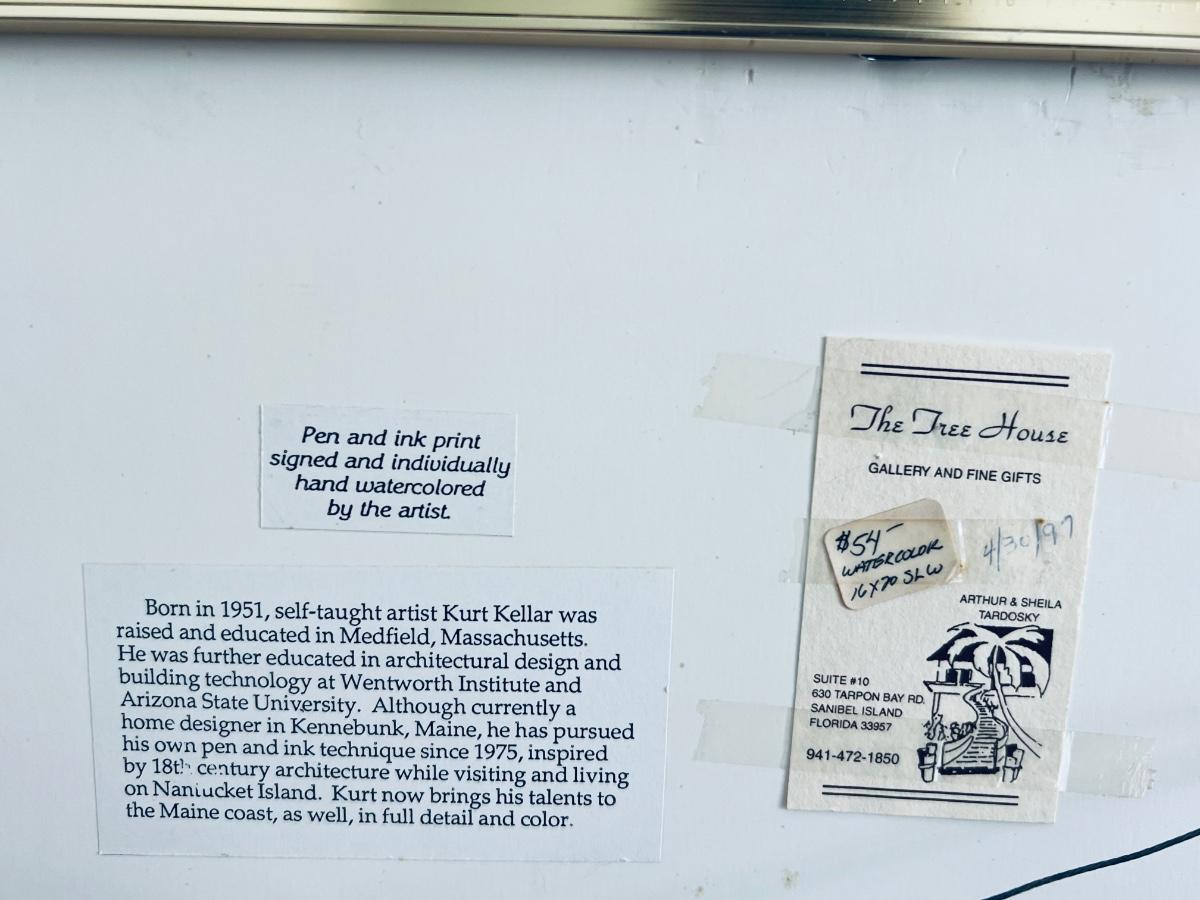 Pen and ink print
signed and individually
hand watercolored
by the artist.
Born in 1951, self-taught artist Kurt Kellar was
raised and educated in Medfield, Massachusetts.
He was further educated in architectural design and
building technology at Wentworth Institute and
Arizona State University. Although currently a
home designer in Kennebunk, Maine, he has pursued
his own pen and ink technique since 1975, inspired
by 18th century architecture while visiting and living
on Nantucket Island. Kurt now brings his talents to
the Maine coast, as well, in full detail and color.
The Tree House
GALLERY AND FINE GIFTS
$54-
WATERCOLOR
16X20 SLW
4/30/97
ARTHUR & SHEILA
TARDOSKY
SUITE #10
630 TARPON BAY RD.
SANIBEL ISLAND
FLORIDA 33957
941-472-1850